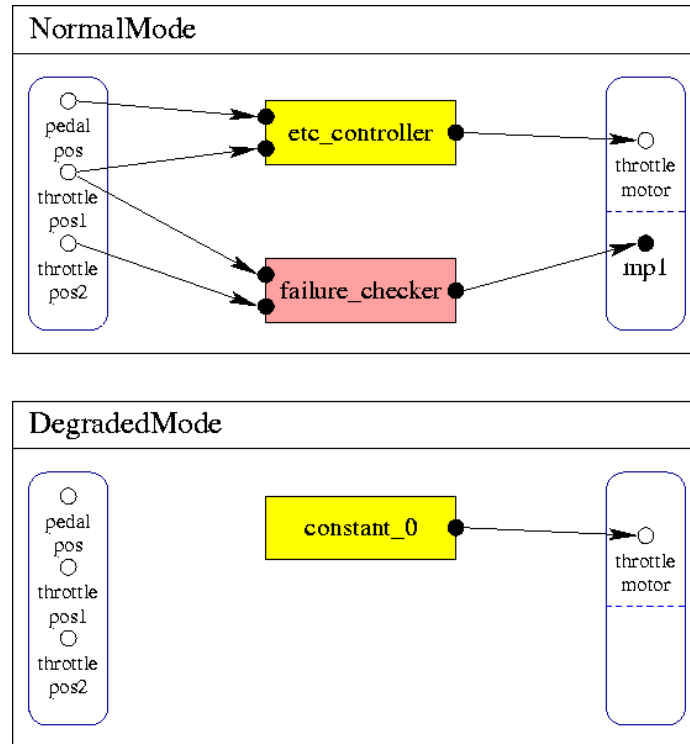 NormalMode
pedal
pos
throttle
pos1
throttle
pos2
etc_controller
failure_checker
throttle
motor
mp1
DegradedMode
pedal
pos
throttle
pos1
throttle
pos2
constant_0
throttle
motor